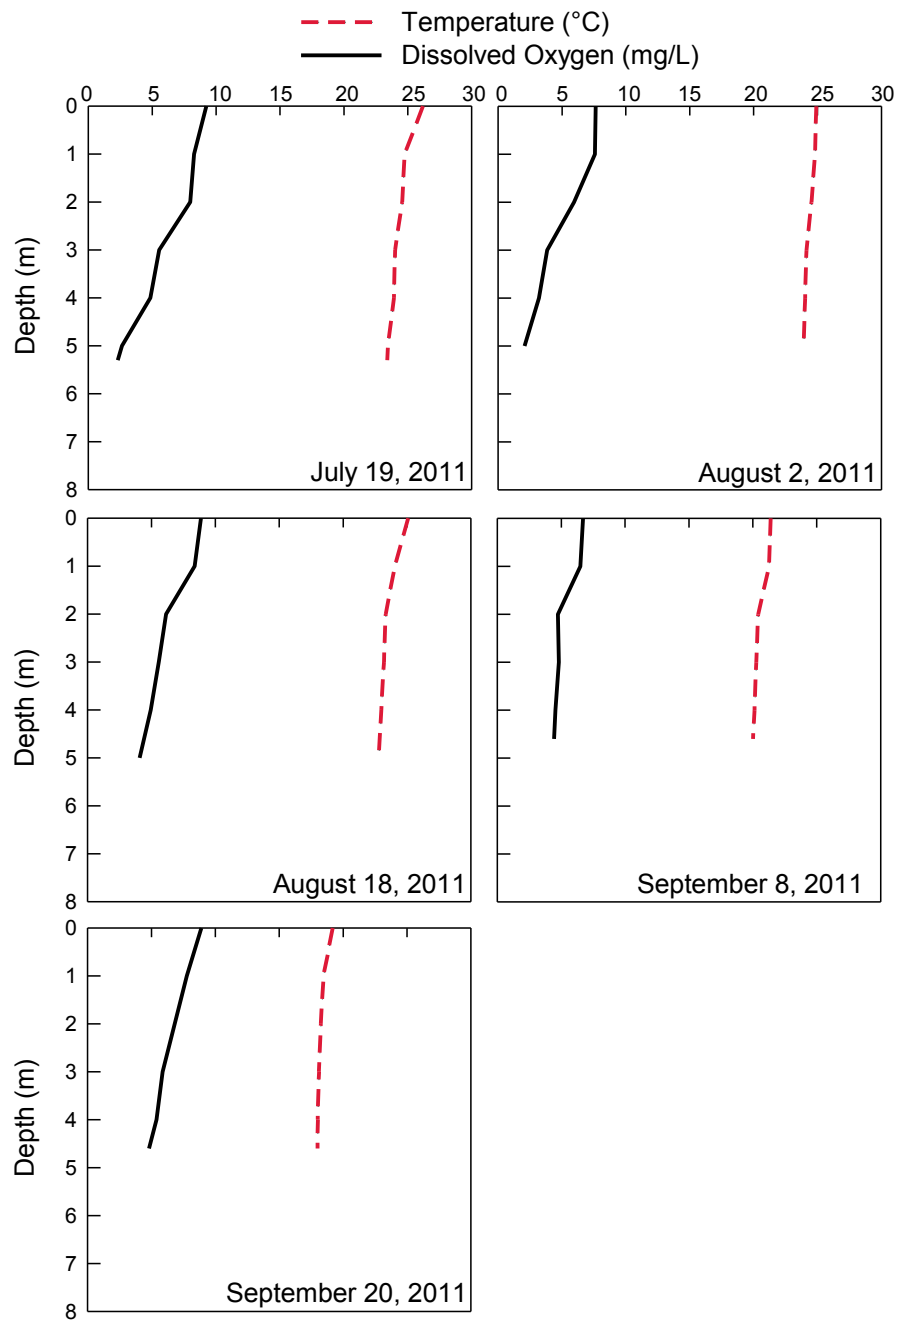 Temperature (°C)
Dissolved Oxygen (mg/L)
0 5 10 15 20 25 30
0 5 10 15 20 25 30
0
1
2
3
4
5
6
7
8
Depth (m)
July 19, 2011
August 2, 2011
0
1
2
3
4
5
6
7
8
Depth (m)
August 18, 2011
September 8, 2011
0
1
2
3
4
5
6
7
8
Depth (m)
September 20, 2011